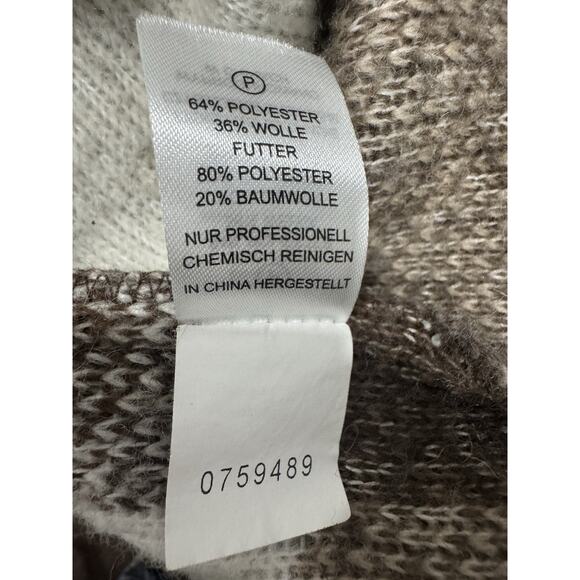 P
64% POLYESTER
36% WOLLE
FUTTER
80% POLYESTER
20% BAUMWOLLE
NUR PROFESSIONELL
CHEMISCH REINIGEN
IN CHINA HERGESTELLT
0759489